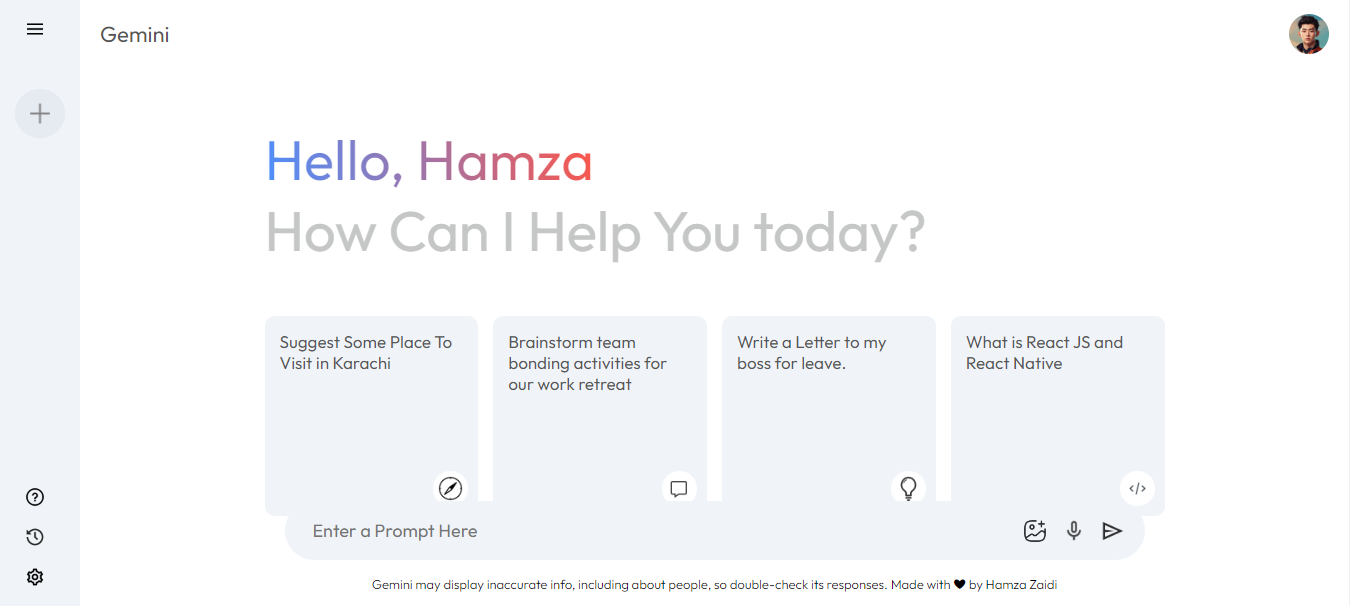 Gemini
Hello, Hamza
How Can I Help You today?
Suggest Some Place To
Visit in Karachi
Brainstorm team
bonding activities for
our work retreat
Write a Letter to my
boss for leave.
What is React JS and
React Native
Enter a Prompt Here
Gemini may display inaccurate info, including about people, so double-check its responses. Made with 🖤 by Hamza Zaidi